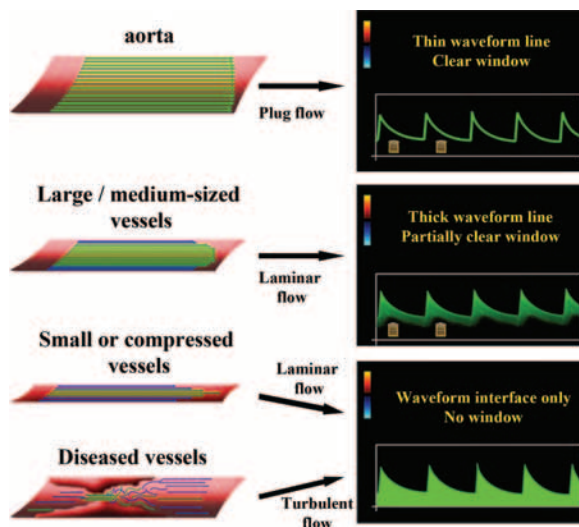 aorta
Plug flow
Thin waveform line
Clear window
Large / medium-sized
vessels
Laminar
flow
Thick waveform line
Partially clear window
Small or compressed
vessels
Laminar
flow
Waveform interface only
No window
Diseased vessels
Turbulent
flow